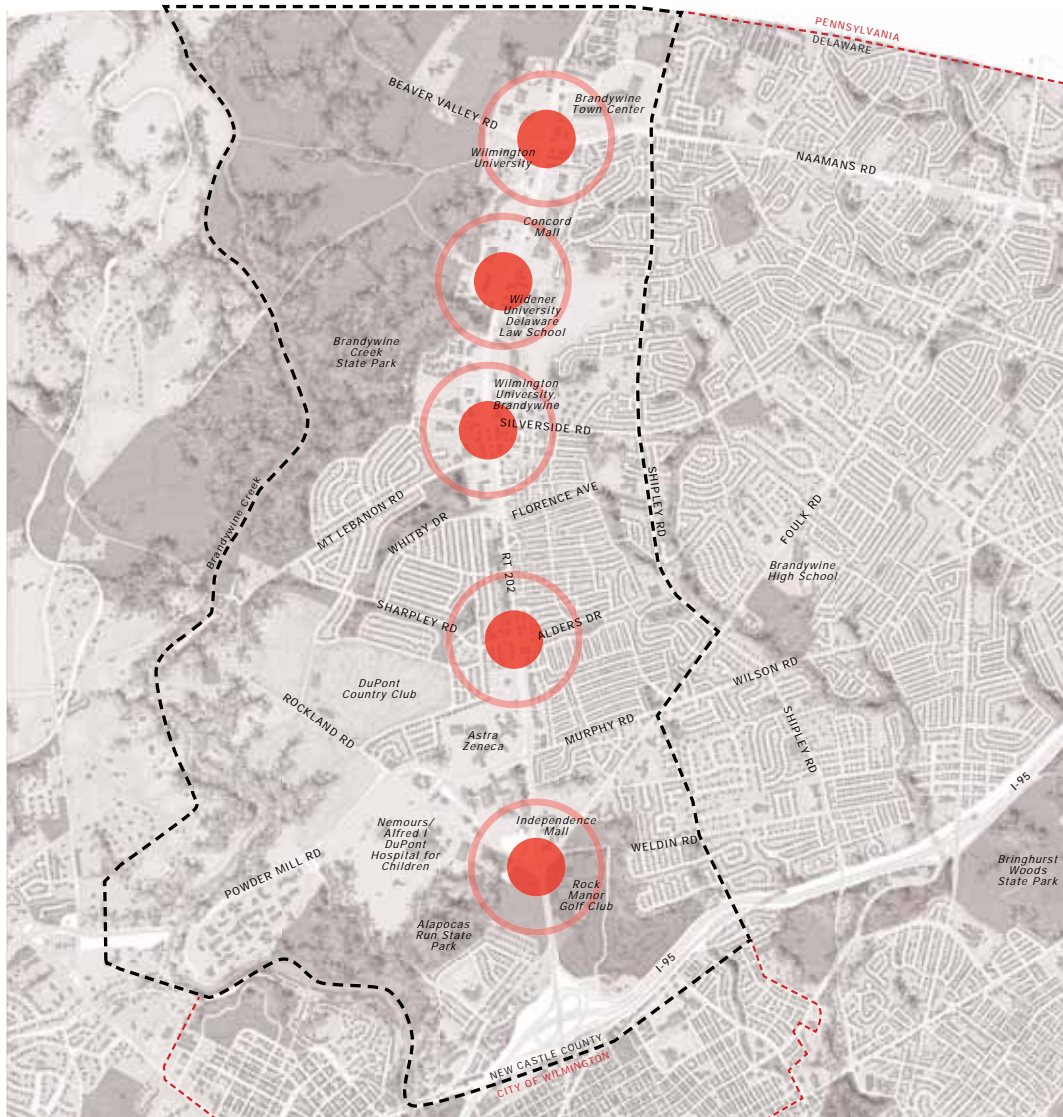 PENNSYLVANIA
DELAWARE
BEAVER VALLEY RD
Brandywine
Town Center
Wilmington
University
NAAMANS RD
Concord
Mall
Widener
University
Delaware
Law School
Brandywine
Creek
State Park
Wilmington
University,
Brandywine
SILVERSIDE RD
Brandywine Creek
MT LEBANON RD
WHITBY DR
FLORENCE AVE
SHIPLEY RD
FOULK RD
RT 202
Brandywine
High School
SHARPLEY RD
ALDERS DR
WILSON RD
DuPont
Country Club
ROCKLAND RD
Astra
Zeneca
MURPHY RD
SHIPLEY RD
I-95
Nemours/
Alfred I
DuPont
Hospital for
Children
Independence
Mall
WELDIN RD
POWDER MILL RD
Rock
Manor
Golf Club
Bringhurst
Woods
State Park
Alapocas
Run State
Park
I-95
NEW CASTLE COUNTY
CITY OF WILMINGTON